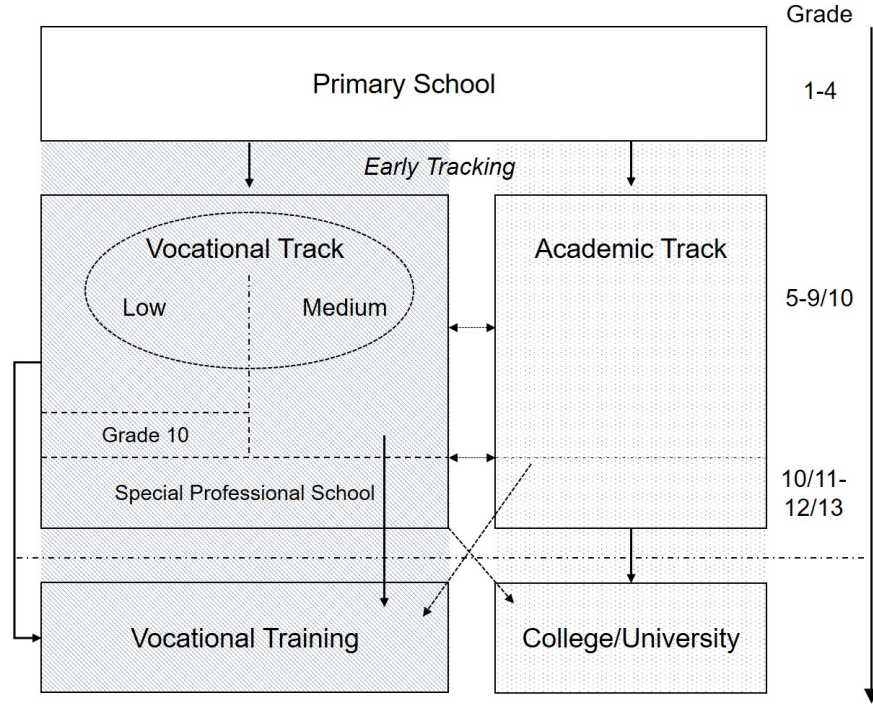 Grade
Primary School
1-4
Early Tracking
Vocational Track
Academic Track
Low
Medium
5-9/10
Grade 10
Special Professional School
10/11-
12/13
Vocational Training
College/University